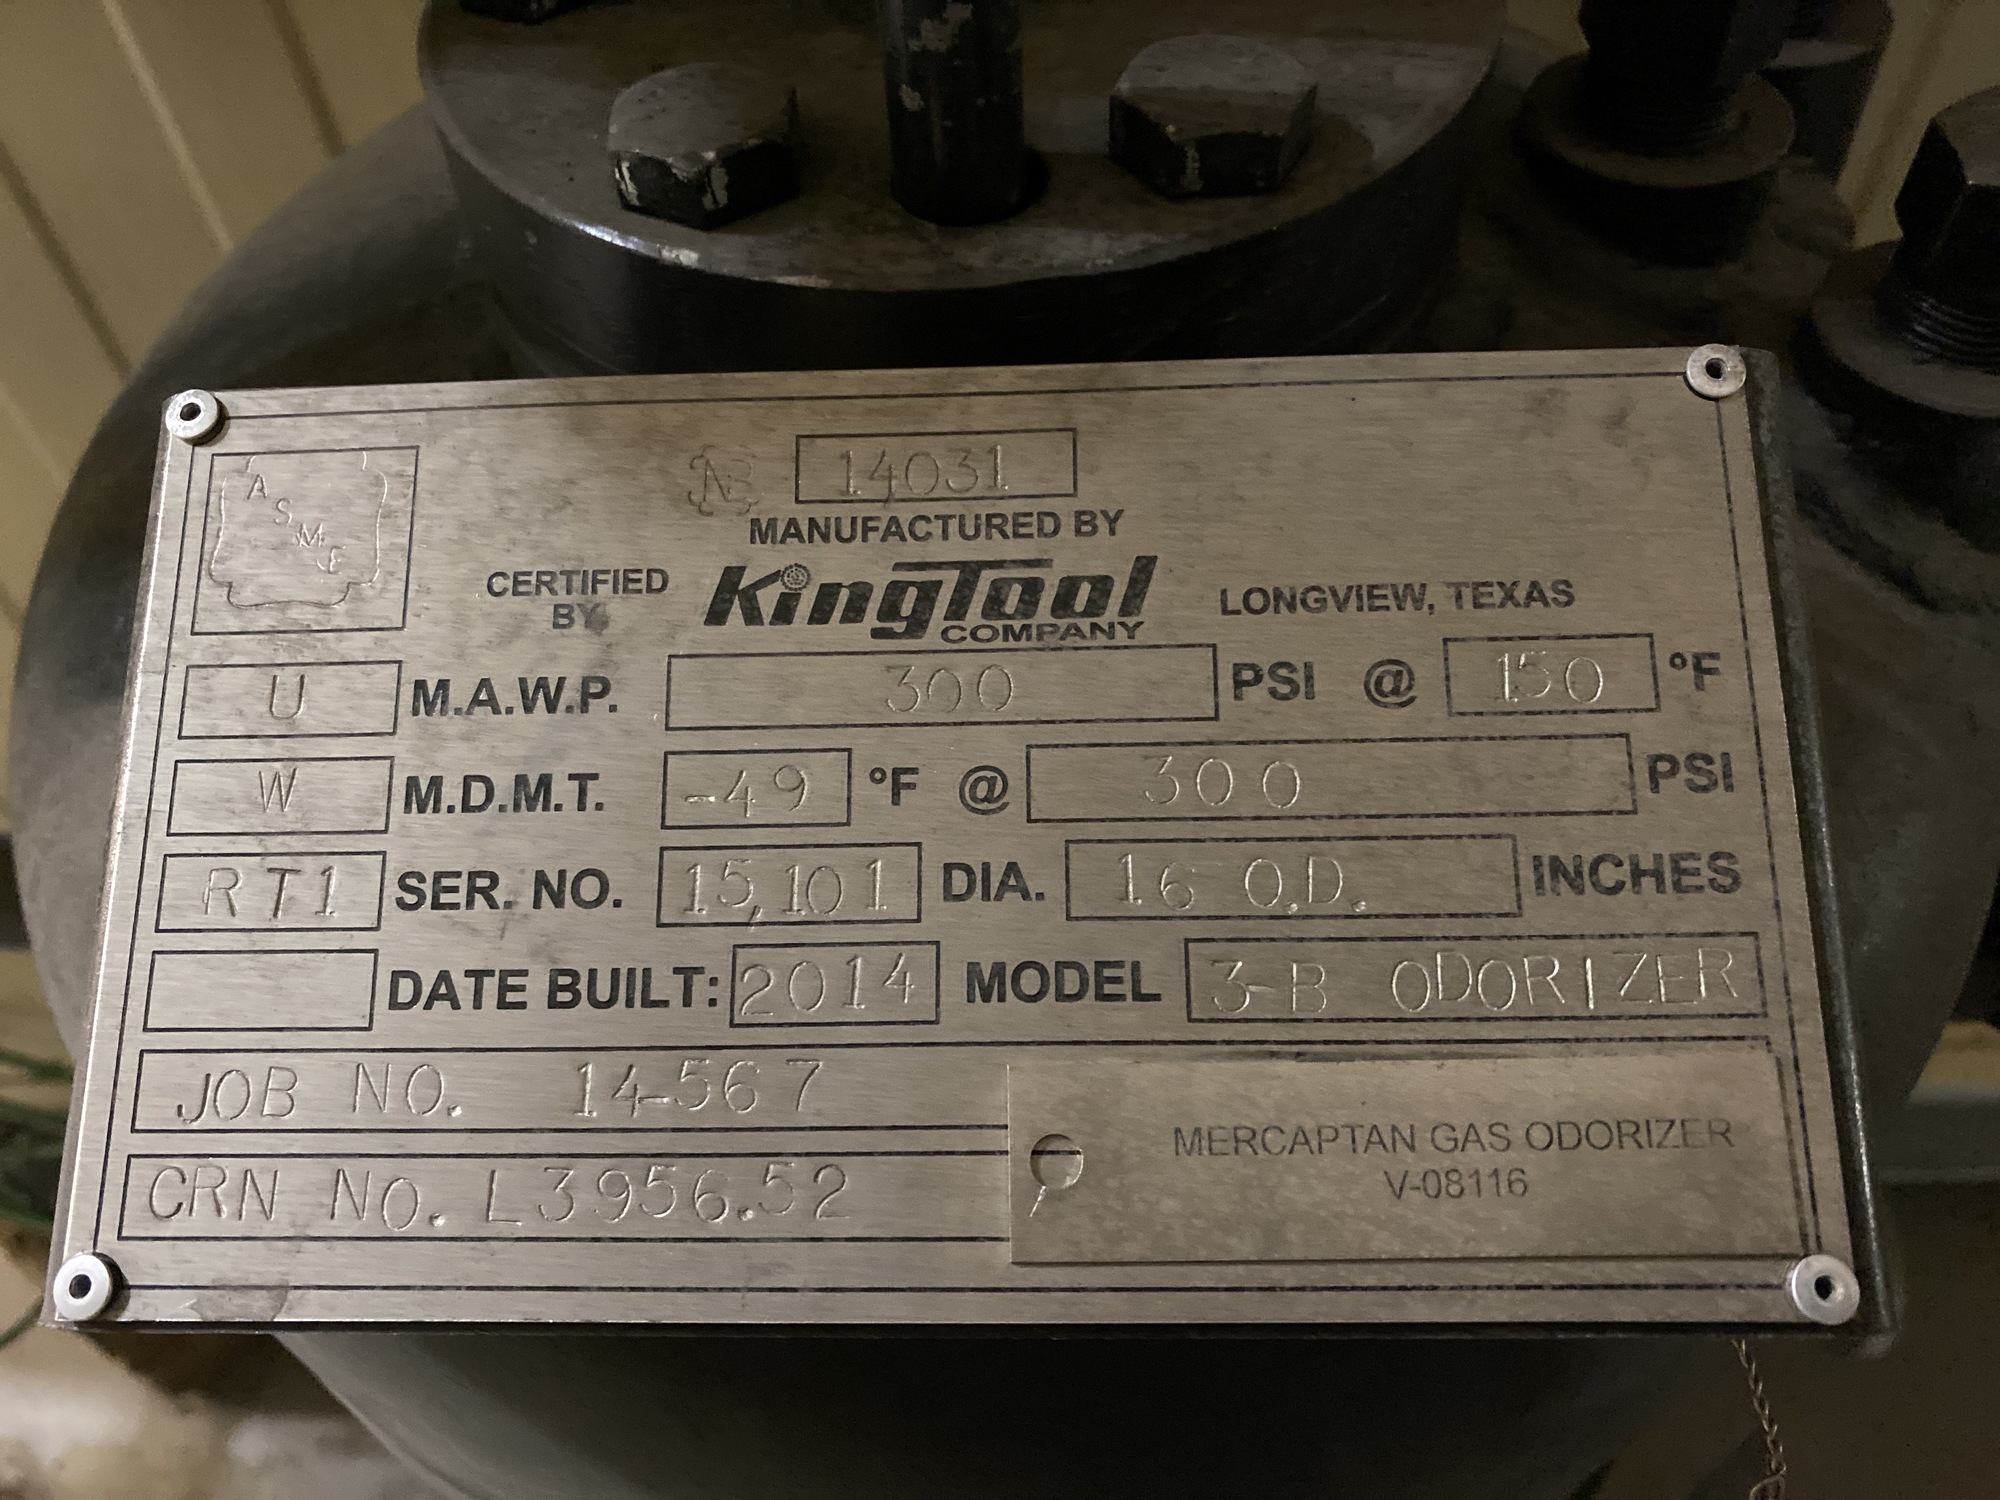 ASME
NB 14031
MANUFACTURED BY
CERTIFIED BY KingTool COMPANY LONGVIEW, TEXAS
U M.A.W.P. 300 PSI @ 150 °F
W M.D.M.T. -49 °F @ 300 PSI
RT1 SER. NO. 15,101 DIA. 16 O.D. INCHES
DATE BUILT: 2014 MODEL 3-B ODORIZER
JOB NO. 14-567
CRN NO. L3956.52
MERCAPTAN GAS ODORIZER
V-08116